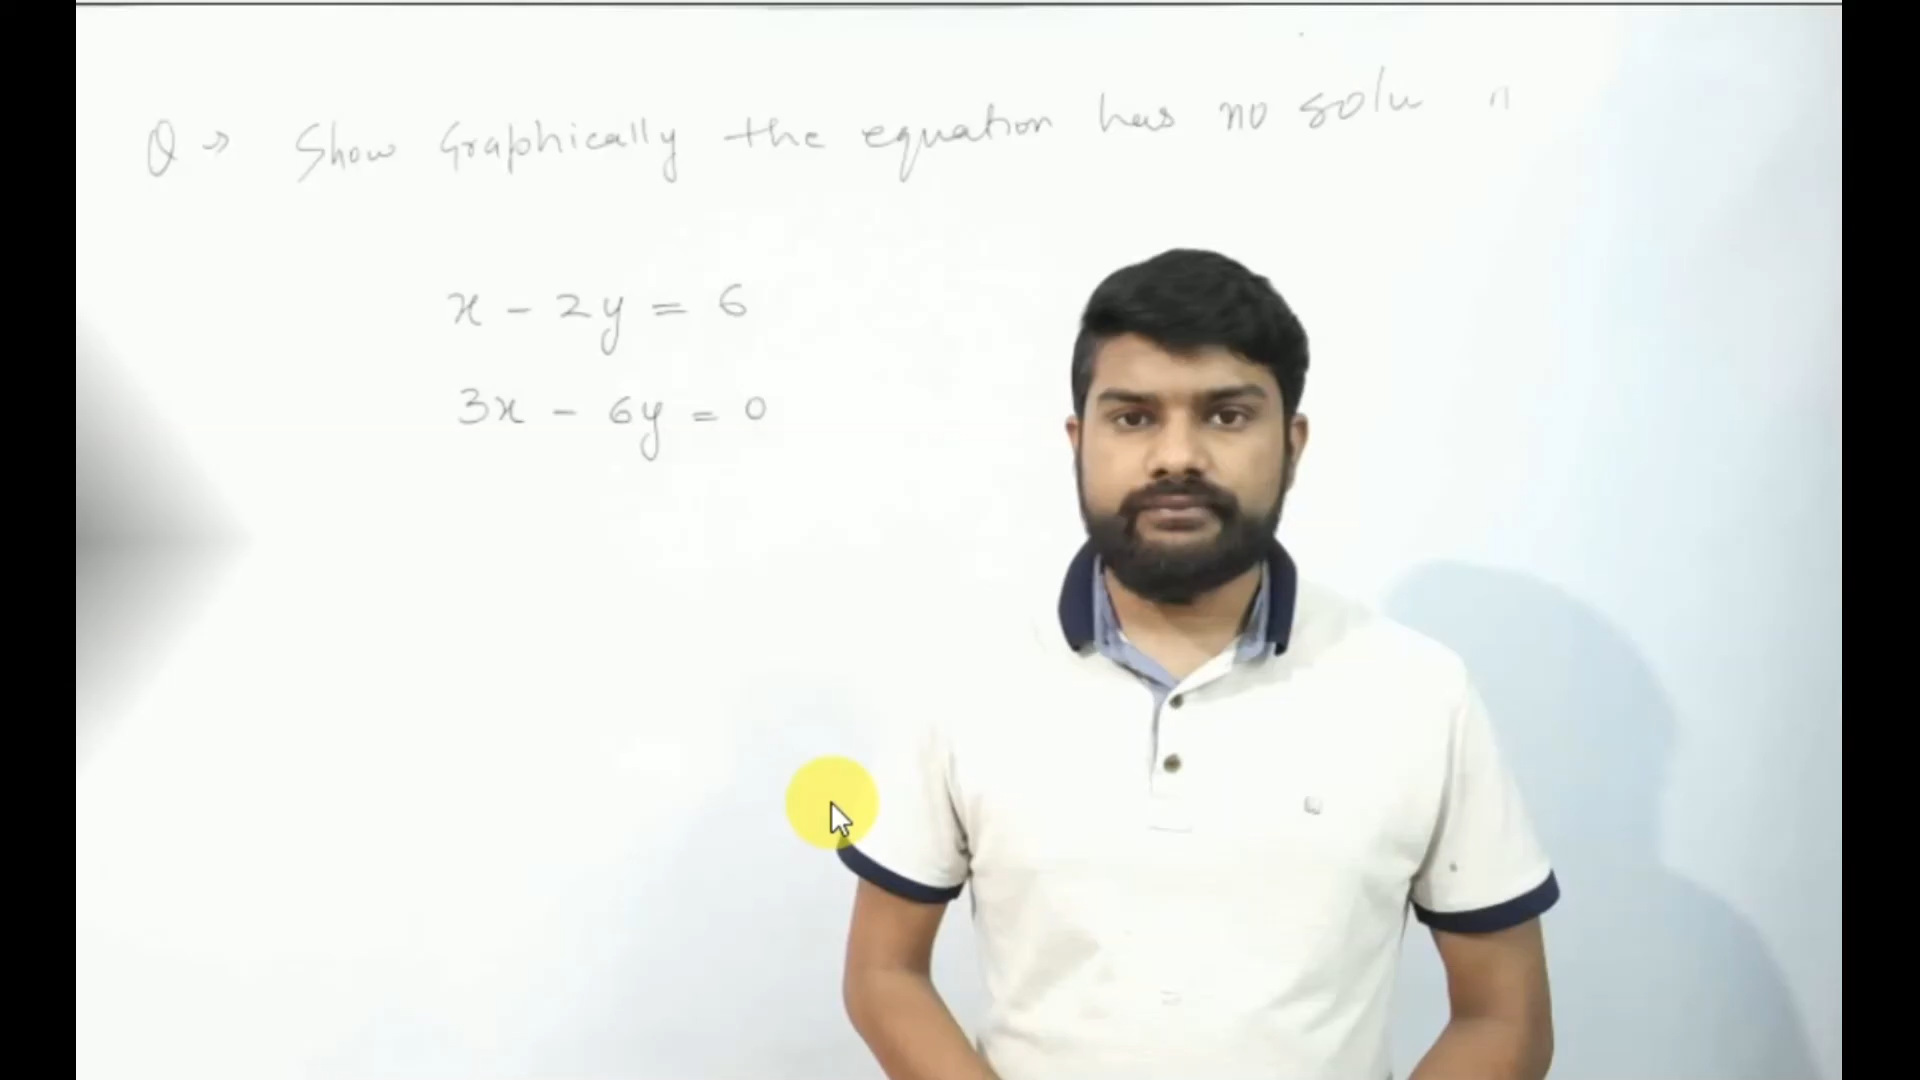 Q → Show Graphically the equation has no solu n
x - 2y = 6
3x - 6y = 0